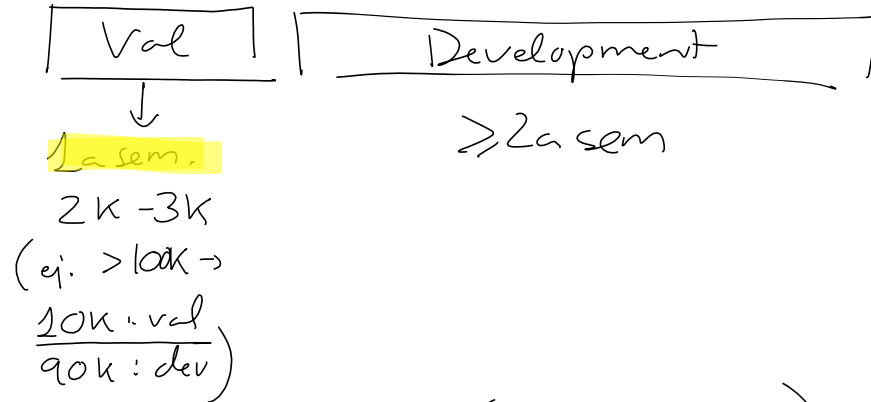 Val Development
1a sem. ≥2a sem
2K-3K
(ej. >100K →
10K : val
90K : dev)